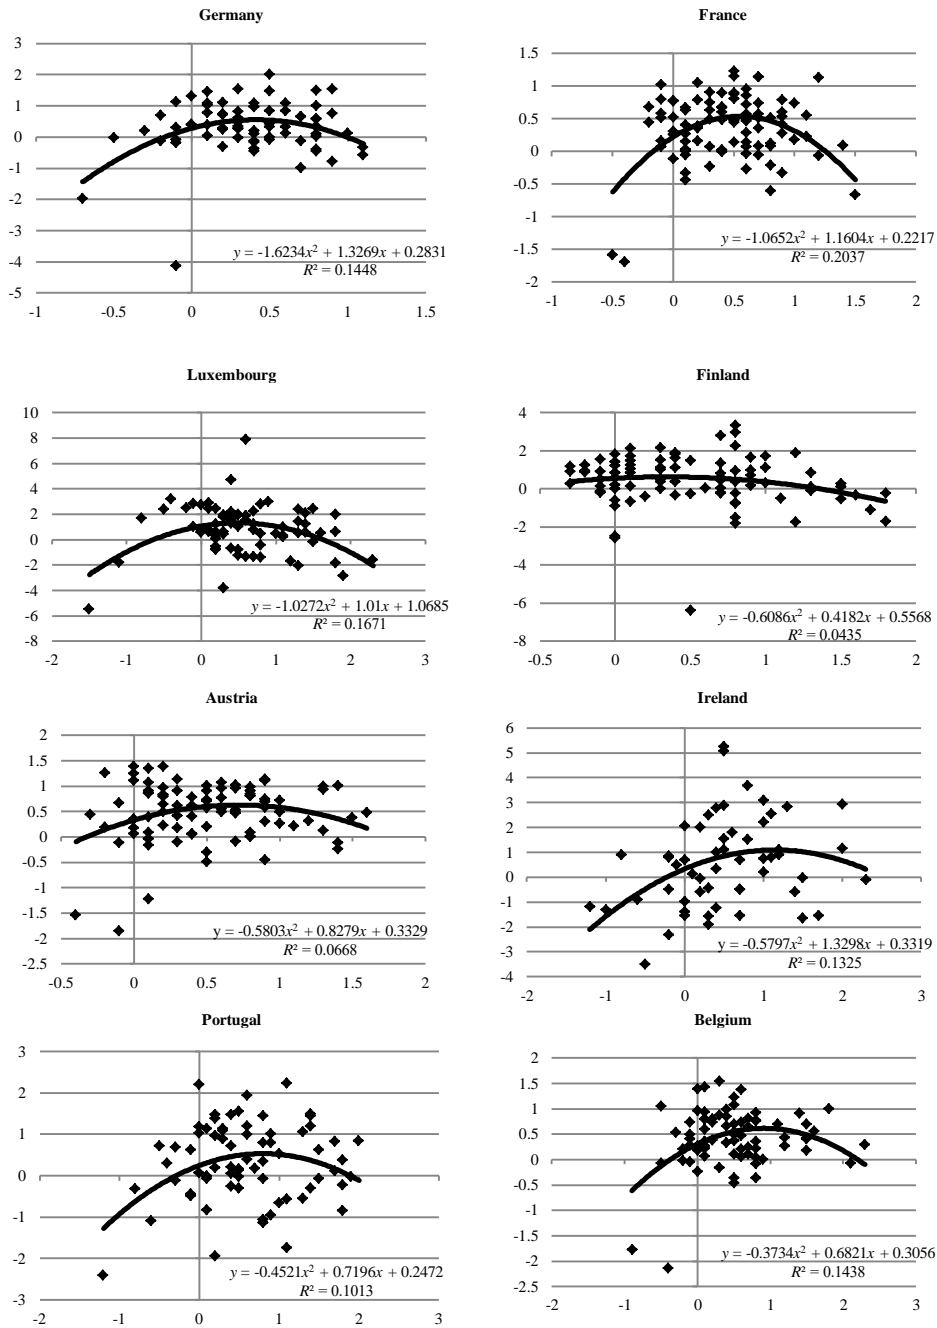 Germany
3
2
1
0
-1
-2
-3
-4
-5
y = -1.6234x² + 1.3269x + 0.2831
R² = 0.1448
-1 -0.5 0 0.5 1 1.5
France
1.5
1
0.5
0
-0.5
-1
-1.5
-2
y = -1.0652x² + 1.1604x + 0.2217
R² = 0.2037
-1 -0.5 0 0.5 1 1.5 2
Luxembourg
10
8
6
4
2
0
-2
-4
-6
-8
y = -1.0272x² + 1.01x + 1.0685
R² = 0.1671
-2 -1 0 1 2 3
Finland
4
2
0
-2
-4
-6
-8
y = -0.6086x² + 0.4182x + 0.5568
R² = 0.0435
-0.5 0 0.5 1 1.5 2
Austria
2
1.5
1
0.5
0
-0.5
-1
-1.5
-2
-2.5
y = -0.5803x² + 0.8279x + 0.3329
R² = 0.0668
-0.5 0 0.5 1 1.5 2
Ireland
6
5
4
3
2
1
0
-1
-2
-3
-4
y = -0.5797x² + 1.3298x + 0.3319
R² = 0.1325
-2 -1 0 1 2 3
Portugal
3
2
1
0
-1
-2
-3
y = -0.4521x² + 0.7196x + 0.2472
R² = 0.1013
-2 -1 0 1 2 3
Belgium
2
1.5
1
0.5
0
-0.5
-1
-1.5
-2
-2.5
y = -0.3734x² + 0.6821x + 0.3056
R² = 0.1438
-2 -1 0 1 2 3